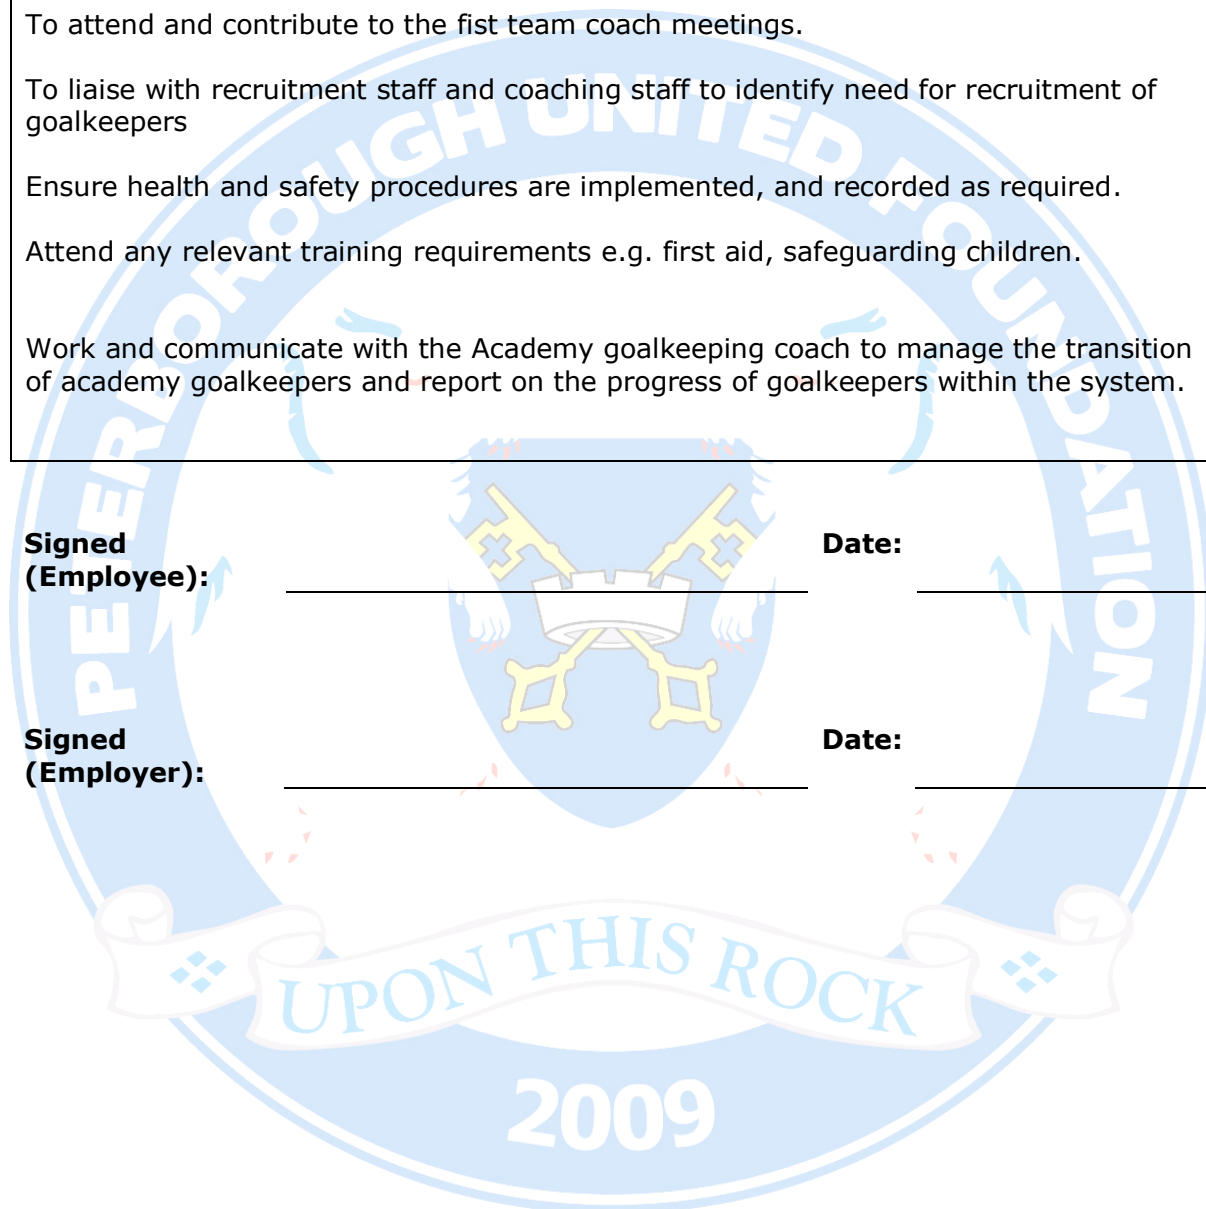 To attend and contribute to the fist team coach meetings.
To liaise with recruitment staff and coaching staff to identify need for recruitment of
goalkeepers
Ensure health and safety procedures are implemented, and recorded as required.
Attend any relevant training requirements e.g. first aid, safeguarding children.
Work and communicate with the Academy goalkeeping coach to manage the transition
of academy goalkeepers and report on the progress of goalkeepers within the system.
Signed
(Employee):
Date:
Signed
(Employer):
Date:
PETERBOROUGH UNITED FOUNDATION
UPON THIS ROCK
2009